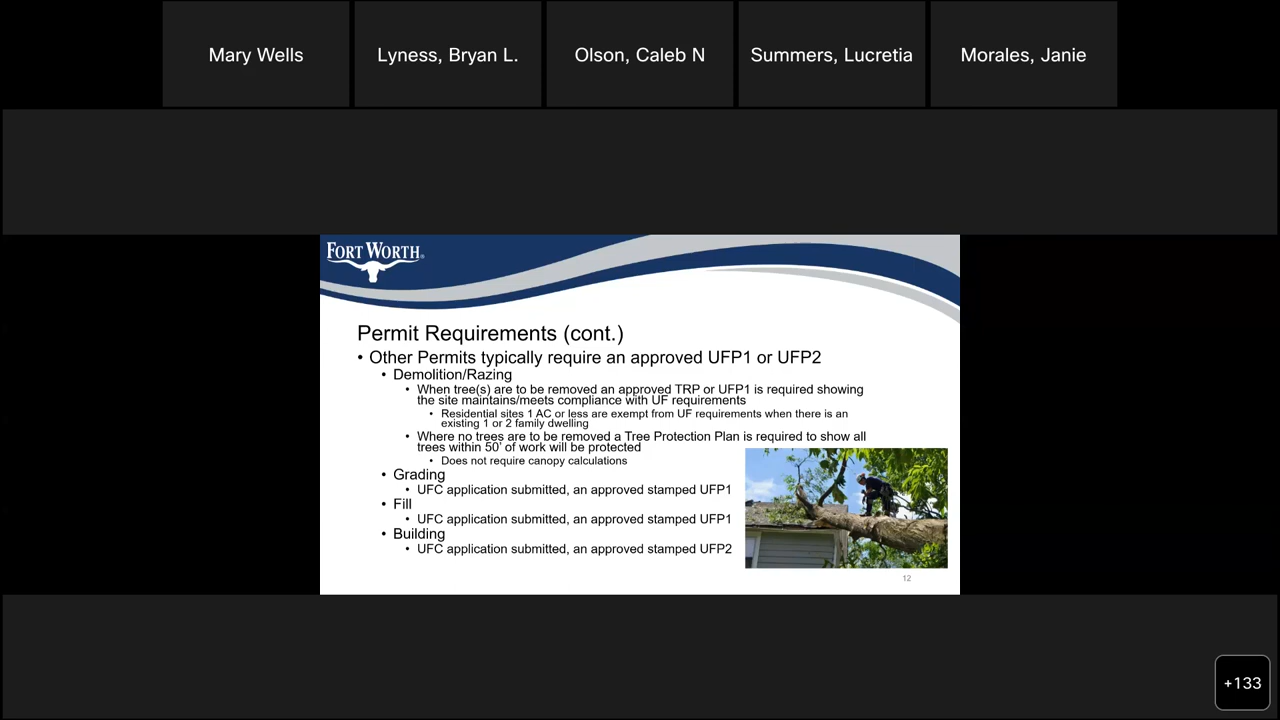 Mary Wells
Lyness, Bryan L.
Olson, Caleb N
Summers, Lucretia
Morales, Janie
FORT WORTH®
Permit Requirements (cont.)
• Other Permits typically require an approved UFP1 or UFP2
• Demolition/Razing
• When tree(s) are to be removed an approved TRP or UFP1 is required showing
the site maintains/meets compliance with UF requirements
• Residential sites 1 AC or less are exempt from UF requirements when there is an
existing 1 or 2 family dwelling
• Where no trees are to be removed a Tree Protection Plan is required to show all
trees within 50' of work will be protected
• Does not require canopy calculations
• Grading
• UFC application submitted, an approved stamped UFP1
• Fill
• UFC application submitted, an approved stamped UFP1
• Building
• UFC application submitted, an approved stamped UFP2
12
+133